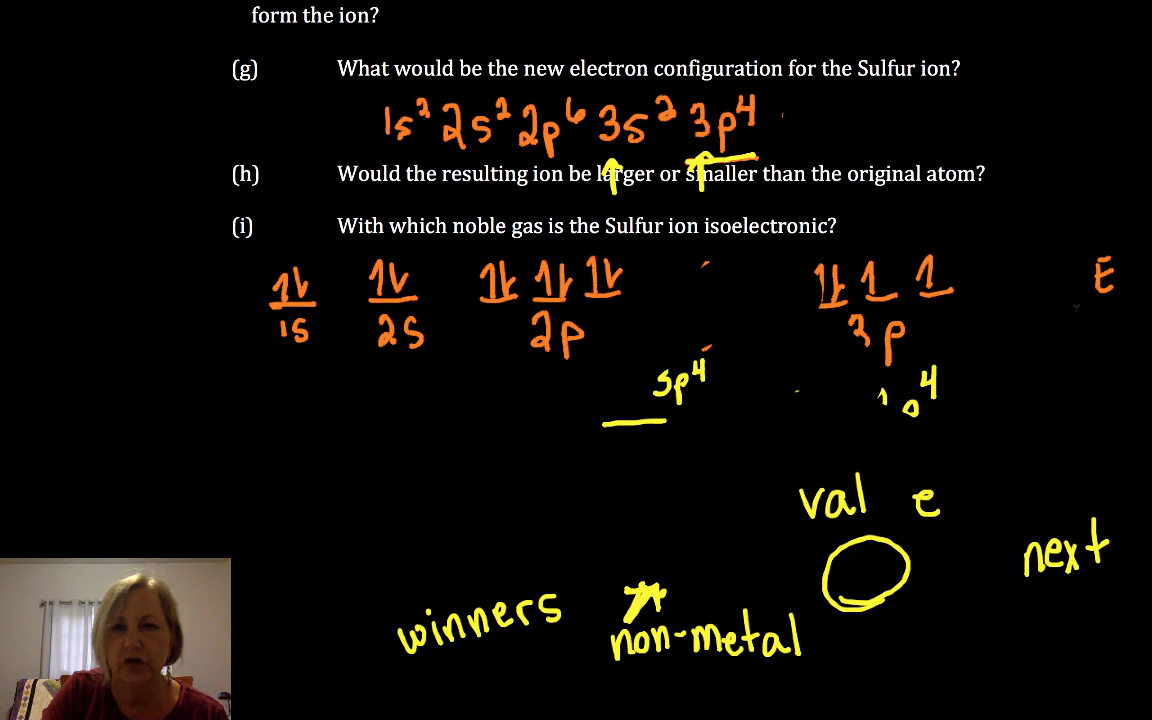 form the ion?
(g) What would be the new electron configuration for the Sulfur ion?
1s² 2s² 2p⁶ 3s² 3p⁴
(h) Would the resulting ion be larger or smaller than the original atom?
(i) With which noble gas is the Sulfur ion isoelectronic?
E
1s 2s 2p 3p
3p⁴
4
val e
next
winners non-metal